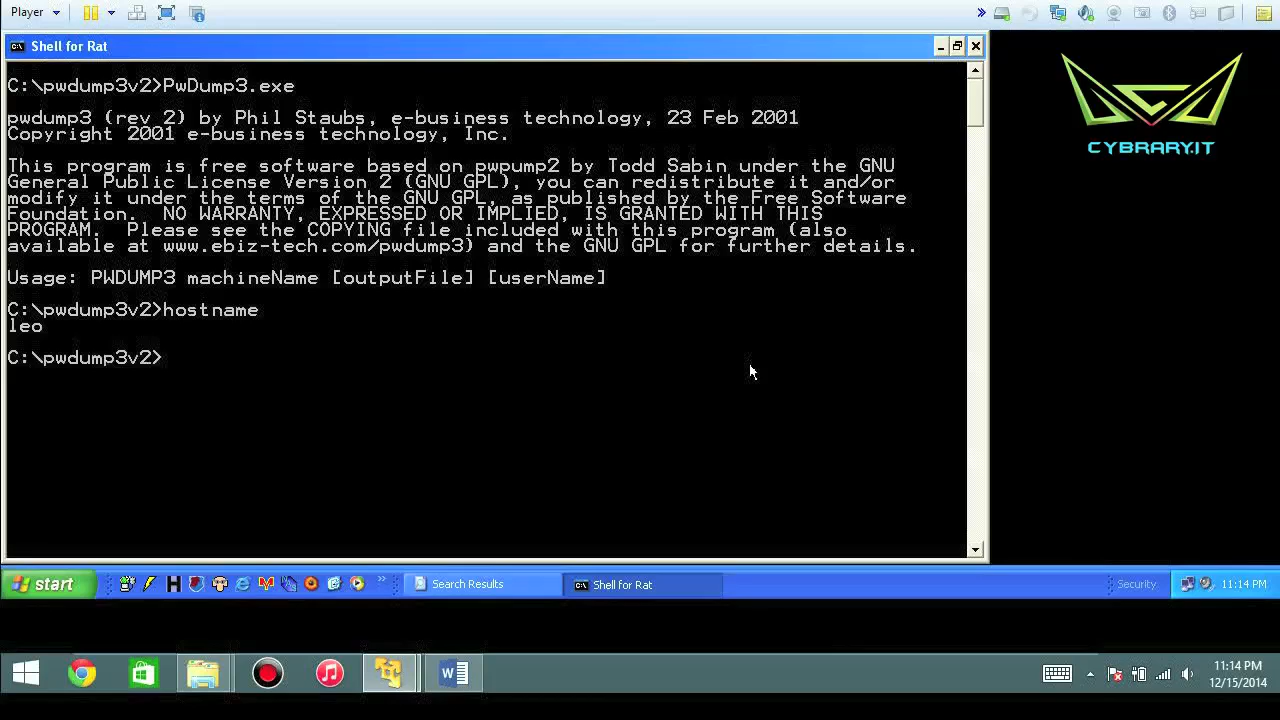 Player
Shell for Rat
C:\pwdump3v2>PwDump3.exe
pwdump3 (rev 2) by Phil Staubs, e-business technology, 23 Feb 2001
Copyright 2001 e-business technology, Inc.
This program is free software based on pwpump2 by Todd Sabin under the GNU
General Public License Version 2 (GNU GPL), you can redistribute it and/or
modify it under the terms of the GNU GPL, as published by the Free Software
Foundation.  NO WARRANTY, EXPRESSED OR IMPLIED, IS GRANTED WITH THIS
PROGRAM.  Please see the COPYING file included with this program (also
available at www.ebiz-tech.com/pwdump3) and the GNU GPL for further details.
Usage: PWDUMP3 machineName [outputFile] [userName]
C:\pwdump3v2>hostname
leo
C:\pwdump3v2>
CYBRARY.IT
start
Search Results
Shell for Rat
Security
11:14 PM
11:14 PM
12/15/2014